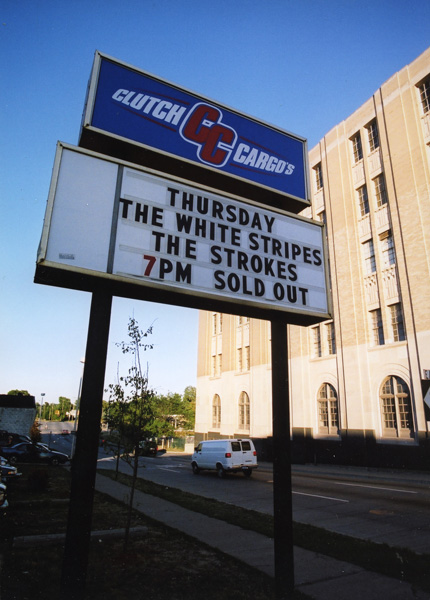 CLUTCH CC CARGO'S
THURSDAY
THE WHITE STRIPES
THE STROKES
7PM SOLD OUT